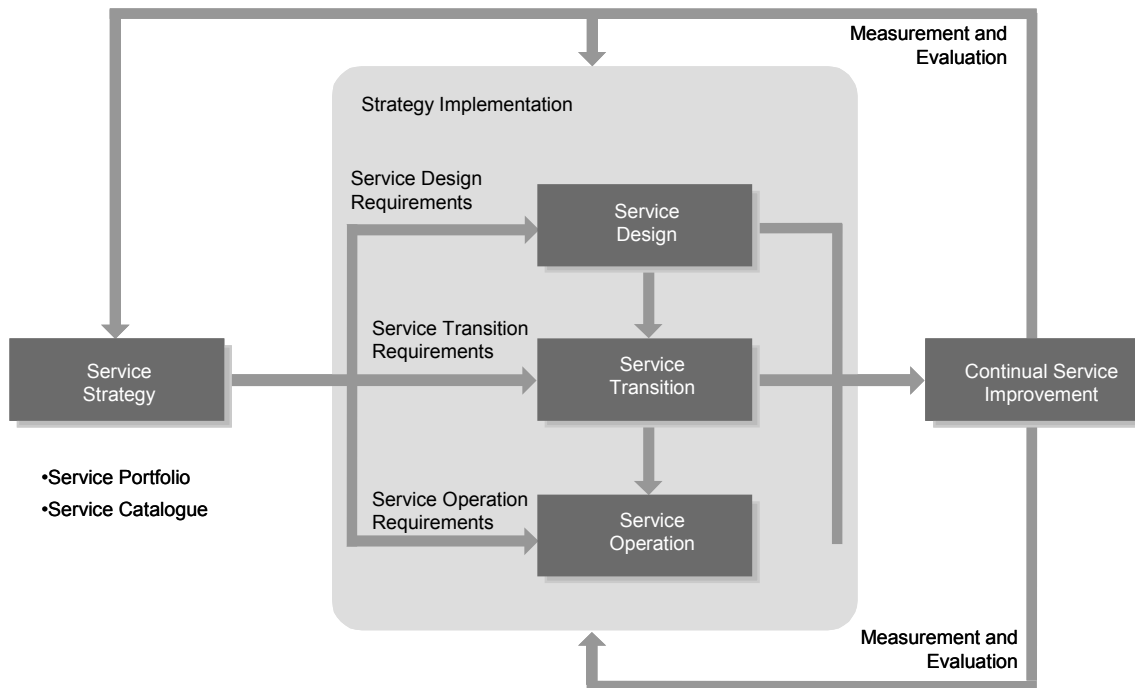 Measurement and
Evaluation
Strategy Implementation
Service Design
Requirements
Service
Design
Service Transition
Requirements
Service
Strategy
Service
Transition
Continual Service
Improvement
•Service Portfolio
•Service Catalogue
Service Operation
Requirements
Service
Operation
Measurement and
Evaluation